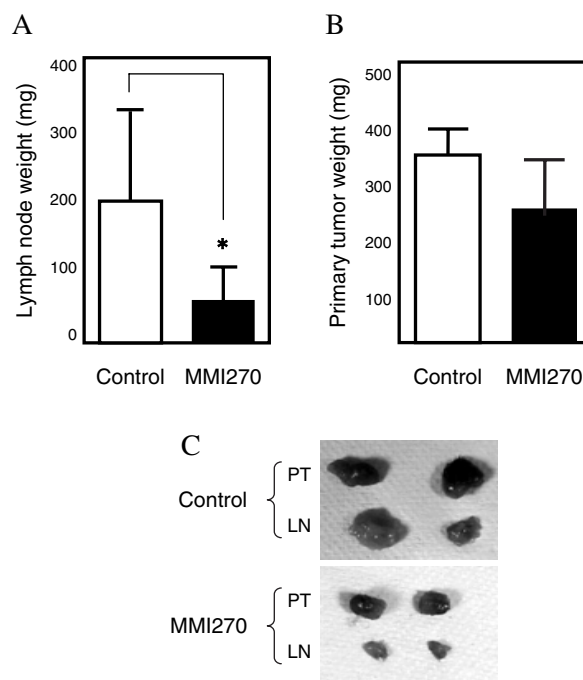 A
Lymph node weight (mg)
400
300
200
100
0
*
Control MMI270
B
Primary tumor weight (mg)
500
400
300
200
100
Control MMI270
C
Control
PT
LN
MMI270
PT
LN